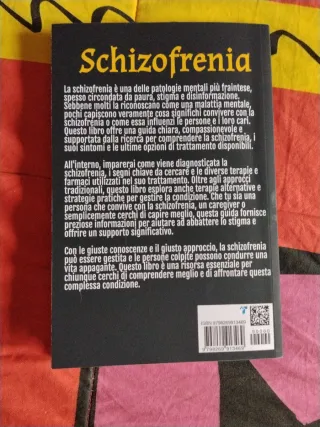 Schizofrenia
La schizofrenia è una delle patologie mentali più fraintese,
spesso circondata da paura, stigma e disinformazione.
Sebbene molti la riconoscano come una malattia mentale,
pochi capiscono veramente cosa significhi convivere con la
schizofrenia o come essa influenzi le persone e i loro cari.
Questo libro offre una guida chiara, compassionevole e
supportata dalla ricerca per comprendere la schizofrenia, i
suoi sintomi e le ultime opzioni di trattamento disponibili.
All'interno, imparerai come viene diagnosticata la
schizofrenia, i segni chiave da cercare e le diverse terapie e
farmaci utilizzati nel suo trattamento. Oltre agli approcci
tradizionali, questo libro esplora anche terapie alternative e
strategie pratiche per gestire la condizione. Che tu sia una
persona che convive con la schizofrenia, un caregiver o
semplicemente cerchi di capire meglio, questa guida fornisce
preziose informazioni per aiutare ad abbattere lo stigma e
offrire un supporto significativo.
Con le giuste conoscenze e il giusto approccio, la schizofrenia
può essere gestita e le persone colpite possono condurre una
vita appagante. Questo libro è una risorsa essenziale per
chiunque cerchi di comprendere meglio e di affrontare questa
complessa condizione.